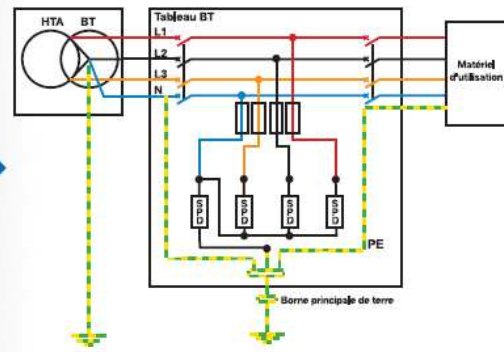 HTA BT
Tableau BT
L1
L2
L3
N
Matériel
d'utilisation
SPD
SPD
SPD
SPD
PE
Borne principale de terre